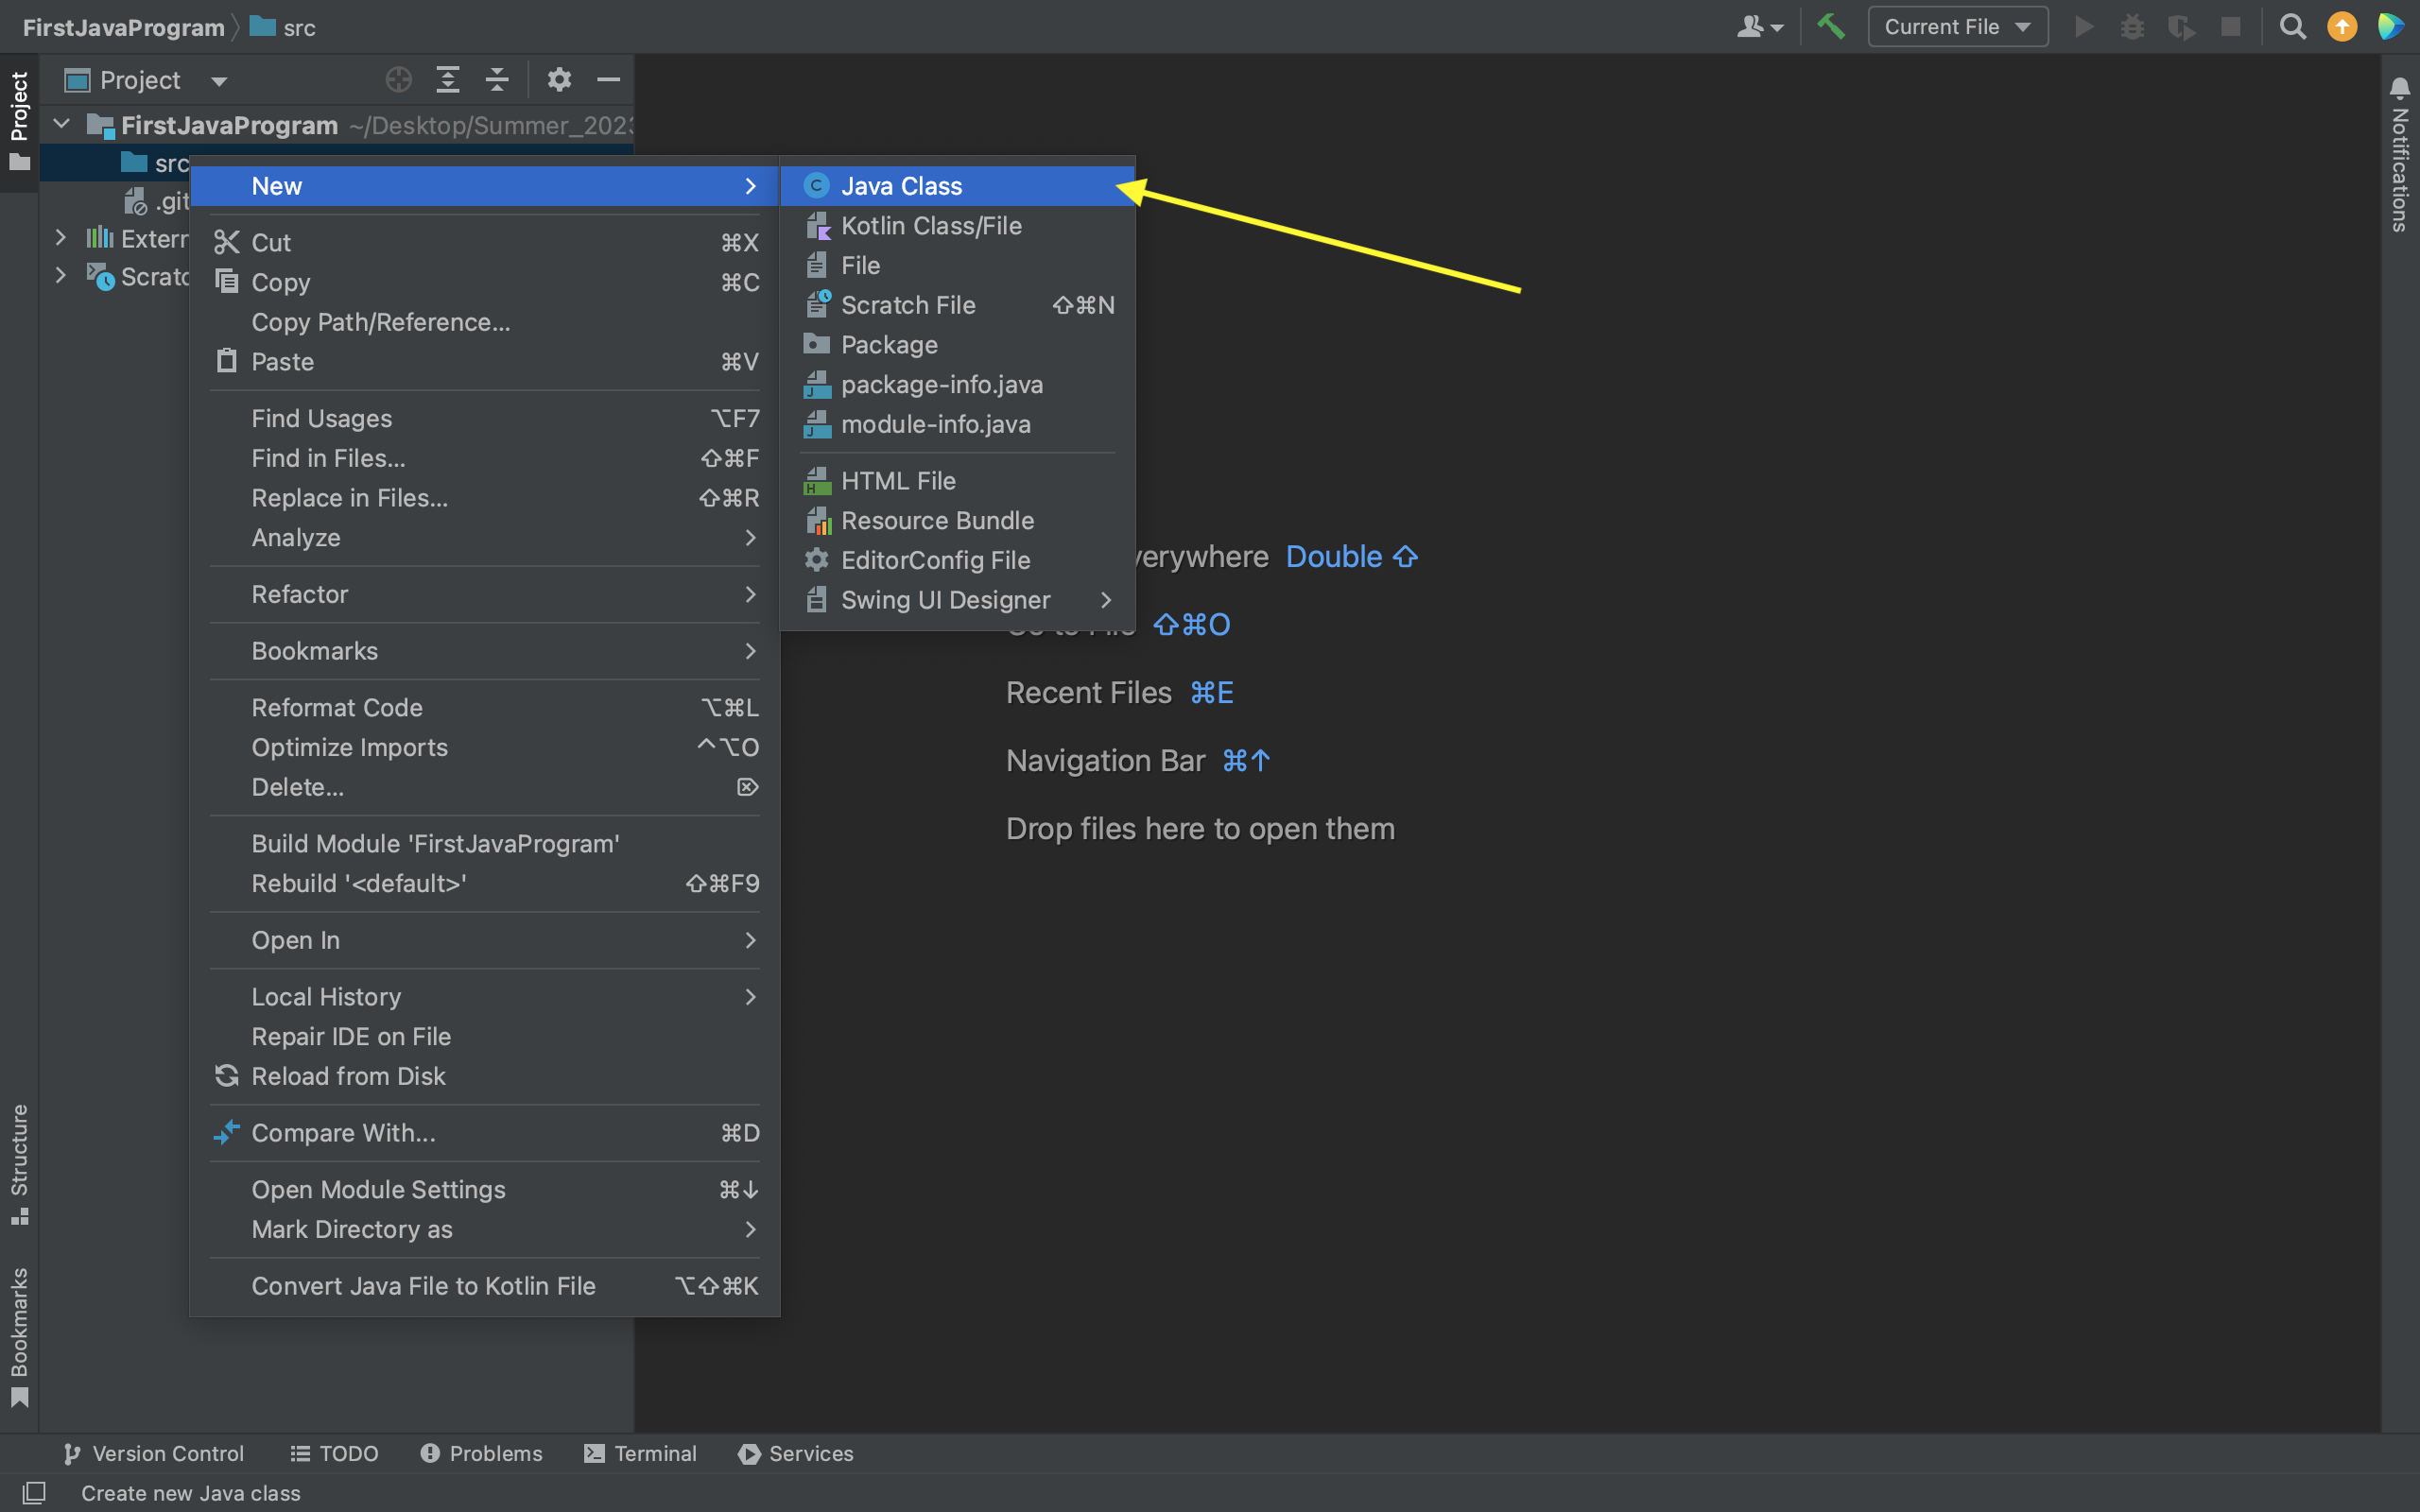 FirstJavaProgram src
Current File
Project
Project
FirstJavaProgram ~/Desktop/Summer_2023
src
.git
Extern
Scratc
New
Cut ⌘X
Copy ⌘C
Copy Path/Reference...
Paste ⌘V
Find Usages ⌥F7
Find in Files... ⇧⌘F
Replace in Files... ⇧⌘R
Analyze
Refactor
Bookmarks
Reformat Code ⌥⌘L
Optimize Imports ^⌥O
Delete... ⌦
Build Module 'FirstJavaProgram'
Rebuild '<default>' ⇧⌘F9
Open In
Local History
Repair IDE on File
Reload from Disk
Compare With... ⌘D
Open Module Settings ⌘↓
Mark Directory as
Convert Java File to Kotlin File ⌥⇧⌘K
Java Class
Kotlin Class/File
File
Scratch File ⇧⌘N
Package
package-info.java
module-info.java
HTML File
Resource Bundle
EditorConfig File
Swing UI Designer
verywhere Double ⇧
Go to File ⇧⌘O
Recent Files ⌘E
Navigation Bar ⌘↑
Drop files here to open them
Notifications
Structure
Bookmarks
Version Control TODO Problems Terminal Services
Create new Java class